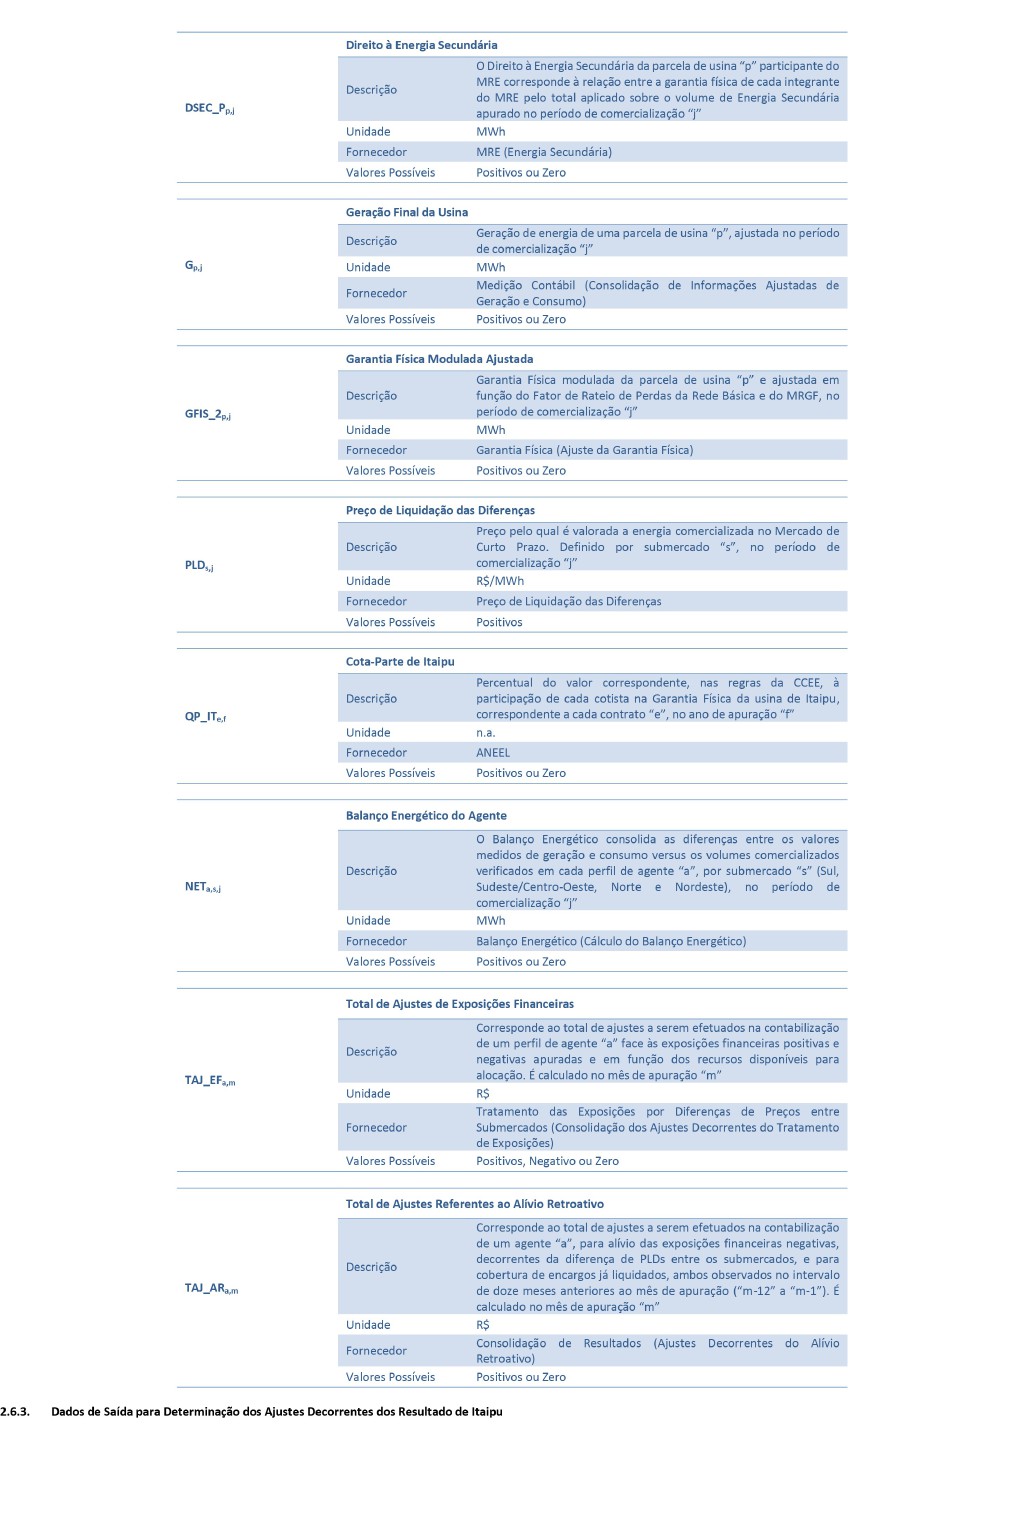 Direito à Energia Secundária
DSEC_Pp,j
Descrição
O Direito à Energia Secundária da parcela de usina “p” participante do
MRE corresponde à relação entre a garantia física de cada integrante
do MRE pelo total aplicado sobre o volume de Energia Secundária
apurado no período de comercialização “j”
Unidade MWh
Fornecedor MRE (Energia Secundária)
Valores Possíveis Positivos ou Zero
Geração Final da Usina
Gp,j
Descrição
Geração de energia de uma parcela de usina “p”, ajustada no período
de comercialização “j”
Unidade MWh
Fornecedor
Medição Contábil (Consolidação de Informações Ajustadas de
Geração e Consumo)
Valores Possíveis Positivos ou Zero
Garantia Física Modulada Ajustada
GFIS_2p,j
Descrição
Garantia Física modulada da parcela de usina “p” e ajustada em
função do Fator de Rateio de Perdas da Rede Básica e do MRGF, no
período de comercialização “j”
Unidade MWh
Fornecedor Garantia Física (Ajuste da Garantia Física)
Valores Possíveis Positivos ou Zero
Preço de Liquidação das Diferenças
PLDs,j
Descrição
Preço pelo qual é valorada a energia comercializada no Mercado de
Curto Prazo. Definido por submercado “s”, no período de
comercialização “j”
Unidade R$/MWh
Fornecedor Preço de Liquidação das Diferenças
Valores Possíveis Positivos
Cota-Parte de Itaipu
QP_ITe,f
Descrição
Percentual do valor correspondente, nas regras da CCEE, à
participação de cada cotista na Garantia Física da usina de Itaipu,
correspondente a cada contrato “e”, no ano de apuração “f”
Unidade n.a.
Fornecedor ANEEL
Valores Possíveis Positivos ou Zero
Balanço Energético do Agente
NETa,s,j
Descrição
O Balanço Energético consolida as diferenças entre os valores
medidos de geração e consumo versus os volumes comercializados
verificados em cada perfil de agente “a”, por submercado “s” (Sul,
Sudeste/Centro-Oeste, Norte e Nordeste), no período de
comercialização “j”
Unidade MWh
Fornecedor Balanço Energético (Cálculo do Balanço Energético)
Valores Possíveis Positivos ou Zero
Total de Ajustes de Exposições Financeiras
TAJ_EFa,m
Descrição
Corresponde ao total de ajustes a serem efetuados na contabilização
de um perfil de agente “a” face às exposições financeiras positivas e
negativas apuradas e em função dos recursos disponíveis para
alocação. É calculado no mês de apuração “m”
Unidade R$
Fornecedor
Tratamento das Exposições por Diferenças de Preços entre
Submercados (Consolidação dos Ajustes Decorrentes do Tratamento
de Exposições)
Valores Possíveis Positivos, Negativo ou Zero
Total de Ajustes Referentes ao Alívio Retroativo
TAJ_ARa,m
Descrição
Corresponde ao total de ajustes a serem efetuados na contabilização
de um agente “a”, para alívio das exposições financeiras negativas,
decorrentes da diferença de PLDs entre os submercados, e para
cobertura de encargos já liquidados, ambos observados no intervalo
de doze meses anteriores ao mês de apuração (“m-12” a “m-1”). É
calculado no mês de apuração “m”
Unidade R$
Fornecedor
Consolidação de Resultados (Ajustes Decorrentes do Alívio
Retroativo)
Valores Possíveis Positivos ou Zero
2.6.3. Dados de Saída para Determinação dos Ajustes Decorrentes dos Resultado de Itaipu